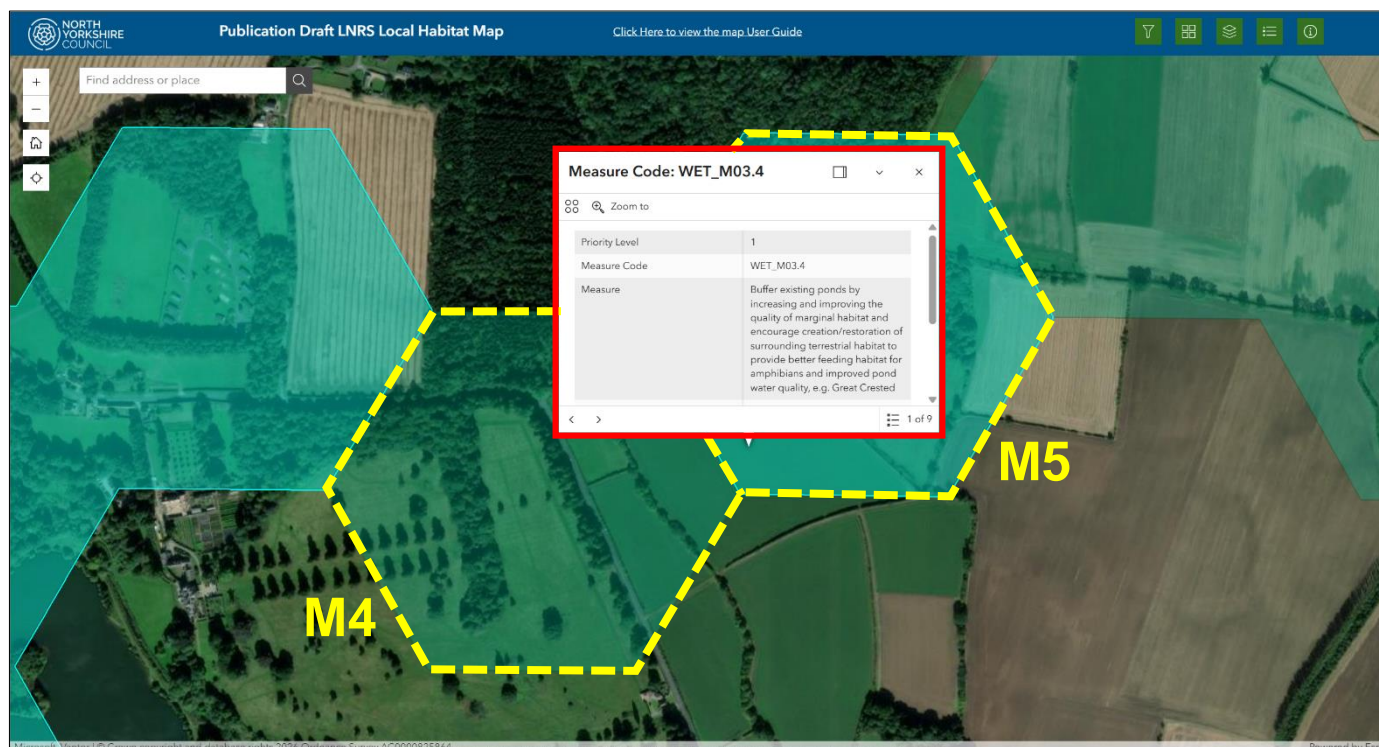 NORTH
YORKSHIRE
COUNCIL
Publication Draft LNRS Local Habitat Map
Click Here to view the map User Guide
Find address or place
Measure Code: WET_M03.4
Zoom to
Priority Level 1
Measure Code WET_M03.4
Measure Buffer existing ponds by
increasing and improving the
quality of marginal habitat and
encourage creation/restoration of
surrounding terrestrial habitat to
provide better feeding habitat for
amphibians and improved pond
water quality, e.g. Great Crested
1 of 9
M5
M4